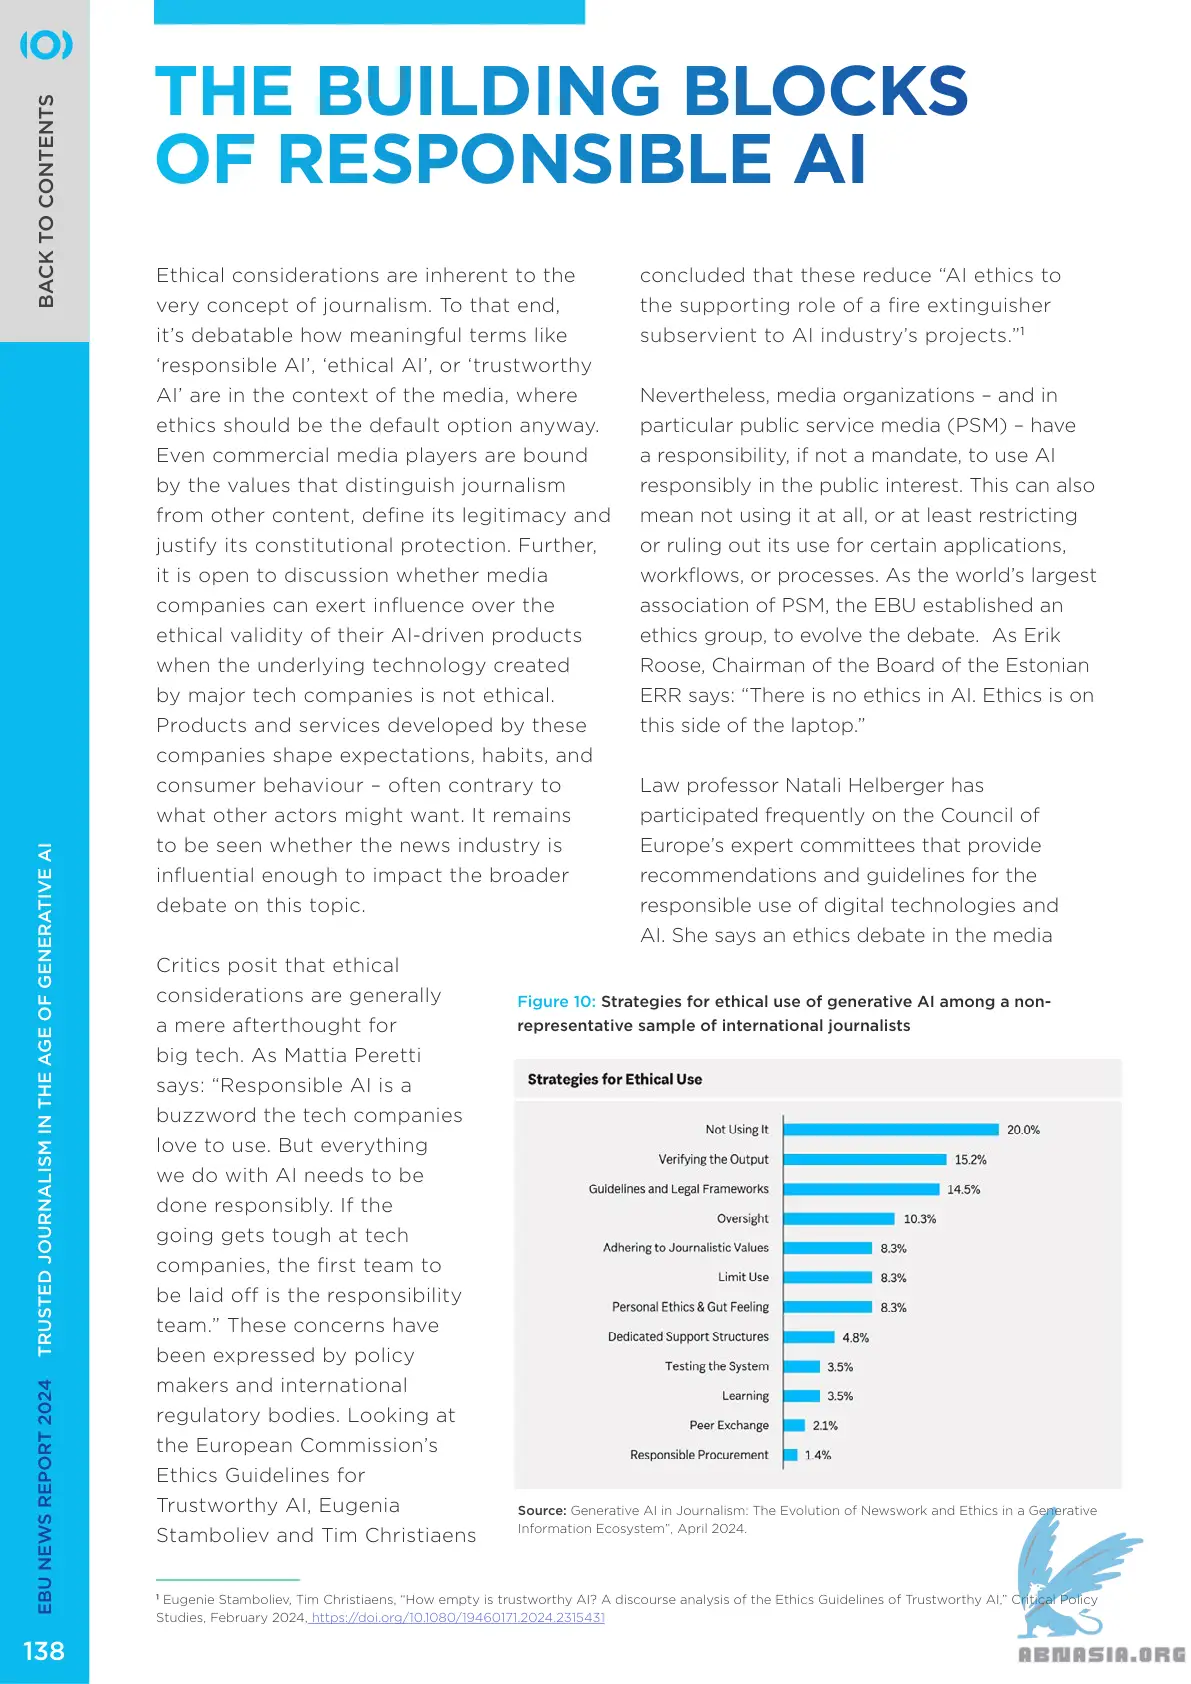 BACK TO CONTENTS
THE BUILDING BLOCKS
OF RESPONSIBLE AI
Ethical considerations are inherent to the
very concept of journalism. To that end,
it’s debatable how meaningful terms like
‘responsible AI’, ‘ethical AI’, or ‘trustworthy
AI’ are in the context of the media, where
ethics should be the default option anyway.
Even commercial media players are bound
by the values that distinguish journalism
from other content, define its legitimacy and
justify its constitutional protection. Further,
it is open to discussion whether media
companies can exert influence over the
ethical validity of their AI-driven products
when the underlying technology created
by major tech companies is not ethical.
Products and services developed by these
companies shape expectations, habits, and
consumer behaviour – often contrary to
what other actors might want. It remains
to be seen whether the news industry is
influential enough to impact the broader
debate on this topic.
Critics posit that ethical
considerations are generally
a mere afterthought for
big tech. As Mattia Peretti
says: “Responsible AI is a
buzzword the tech companies
love to use. But everything
we do with AI needs to be
done responsibly. If the
going gets tough at tech
companies, the first team to
be laid off is the responsibility
team.” These concerns have
been expressed by policy
makers and international
regulatory bodies. Looking at
the European Commission’s
Ethics Guidelines for
Trustworthy AI, Eugenia
Stamboliev and Tim Christiaens
concluded that these reduce “AI ethics to
the supporting role of a fire extinguisher
subservient to AI industry’s projects.”¹
Nevertheless, media organizations – and in
particular public service media (PSM) – have
a responsibility, if not a mandate, to use AI
responsibly in the public interest. This can also
mean not using it at all, or at least restricting
or ruling out its use for certain applications,
workflows, or processes. As the world’s largest
association of PSM, the EBU established an
ethics group, to evolve the debate.  As Erik
Roose, Chairman of the Board of the Estonian
ERR says: “There is no ethics in AI. Ethics is on
this side of the laptop.”
Law professor Natali Helberger has
participated frequently on the Council of
Europe’s expert committees that provide
recommendations and guidelines for the
responsible use of digital technologies and
AI. She says an ethics debate in the media
Figure 10: Strategies for ethical use of generative AI among a non-
representative sample of international journalists
Strategies for Ethical Use
Not Using It 20.0%
Verifying the Output 15.2%
Guidelines and Legal Frameworks 14.5%
Oversight 10.3%
Adhering to Journalistic Values 8.3%
Limit Use 8.3%
Personal Ethics & Gut Feeling 8.3%
Dedicated Support Structures 4.8%
Testing the System 3.5%
Learning 3.5%
Peer Exchange 2.1%
Responsible Procurement 1.4%
Source: Generative AI in Journalism: The Evolution of Newswork and Ethics in a Generative
Information Ecosystem”, April 2024.
¹ Eugenie Stamboliev, Tim Christiaens, “How empty is trustworthy AI? A discourse analysis of the Ethics Guidelines of Trustworthy AI,” Critical Policy
Studies, February 2024, https://doi.org/10.1080/19460171.2024.2315431
EBU NEWS REPORT 2024 TRUSTED JOURNALISM IN THE AGE OF GENERATIVE AI
138
ABNASIA.ORG